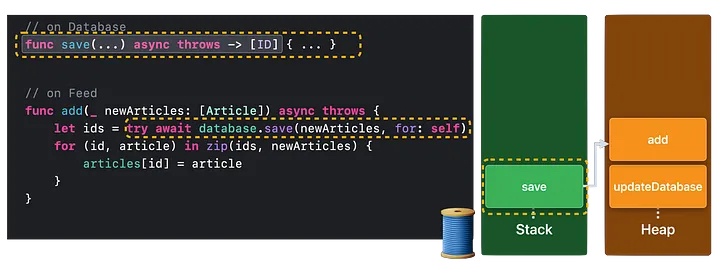 // on Database
func save(...) async throws -> [ID] { ... }
// on Feed
func add(_ newArticles: [Article]) async throws {
let ids = try await database.save(newArticles, for: self)
for (id, article) in zip(ids, newArticles) {
articles[id] = article
}
}
save
Stack
add
updateDatabase
Heap